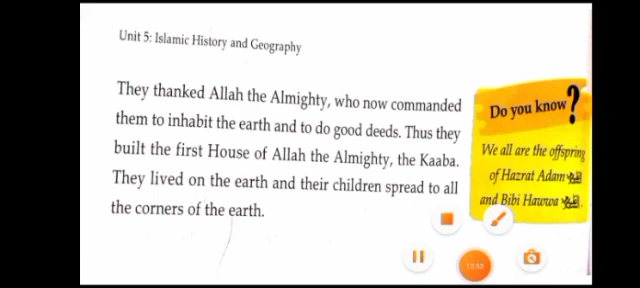 Unit 5: Islamic History and Geography
They thanked Allah the Almighty, who now commanded
them to inhabit the earth and to do good deeds. Thus they
built the first House of Allah the Almighty, the Kaaba.
They lived on the earth and their children spread to all
the corners of the earth.
Do you know?
We all are the offspring
of Hazrat Adam
and Bibi Hawwa .